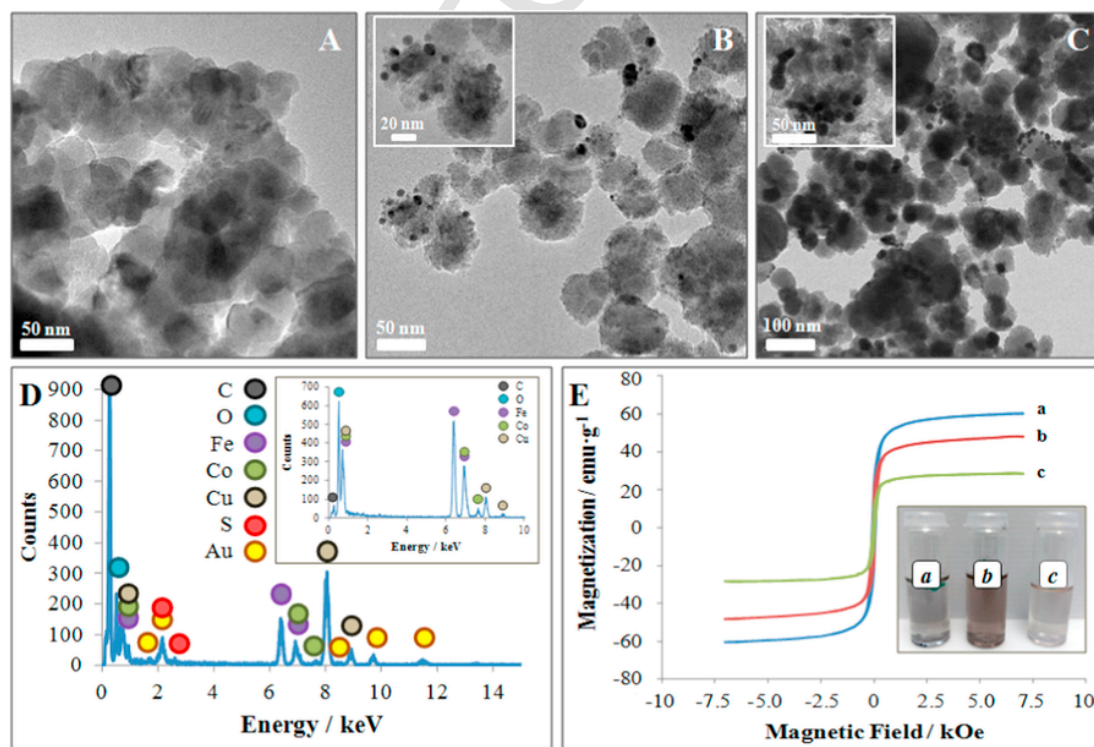 A
50 nm
B
20 nm
50 nm
C
50 nm
100 nm
D
900
800
700
600
500
400
300
200
100
0
Counts
0 2 4 6 8 10 12 14
Energy / keV
C
O
Fe
Co
Cu
S
Au
700
600
500
400
300
200
100
0
Counts
0 2 4 6 8 10
Energy / keV
C
O
Fe
Co
Cu
E
80
60
40
20
0
-20
-40
-60
-80
Magnetization / emu·g⁻¹
-10 -7.5 -5.0 -2.5 0 2.5 5.0 7.5 10
Magnetic Field / kOe
a
b
c
a b c